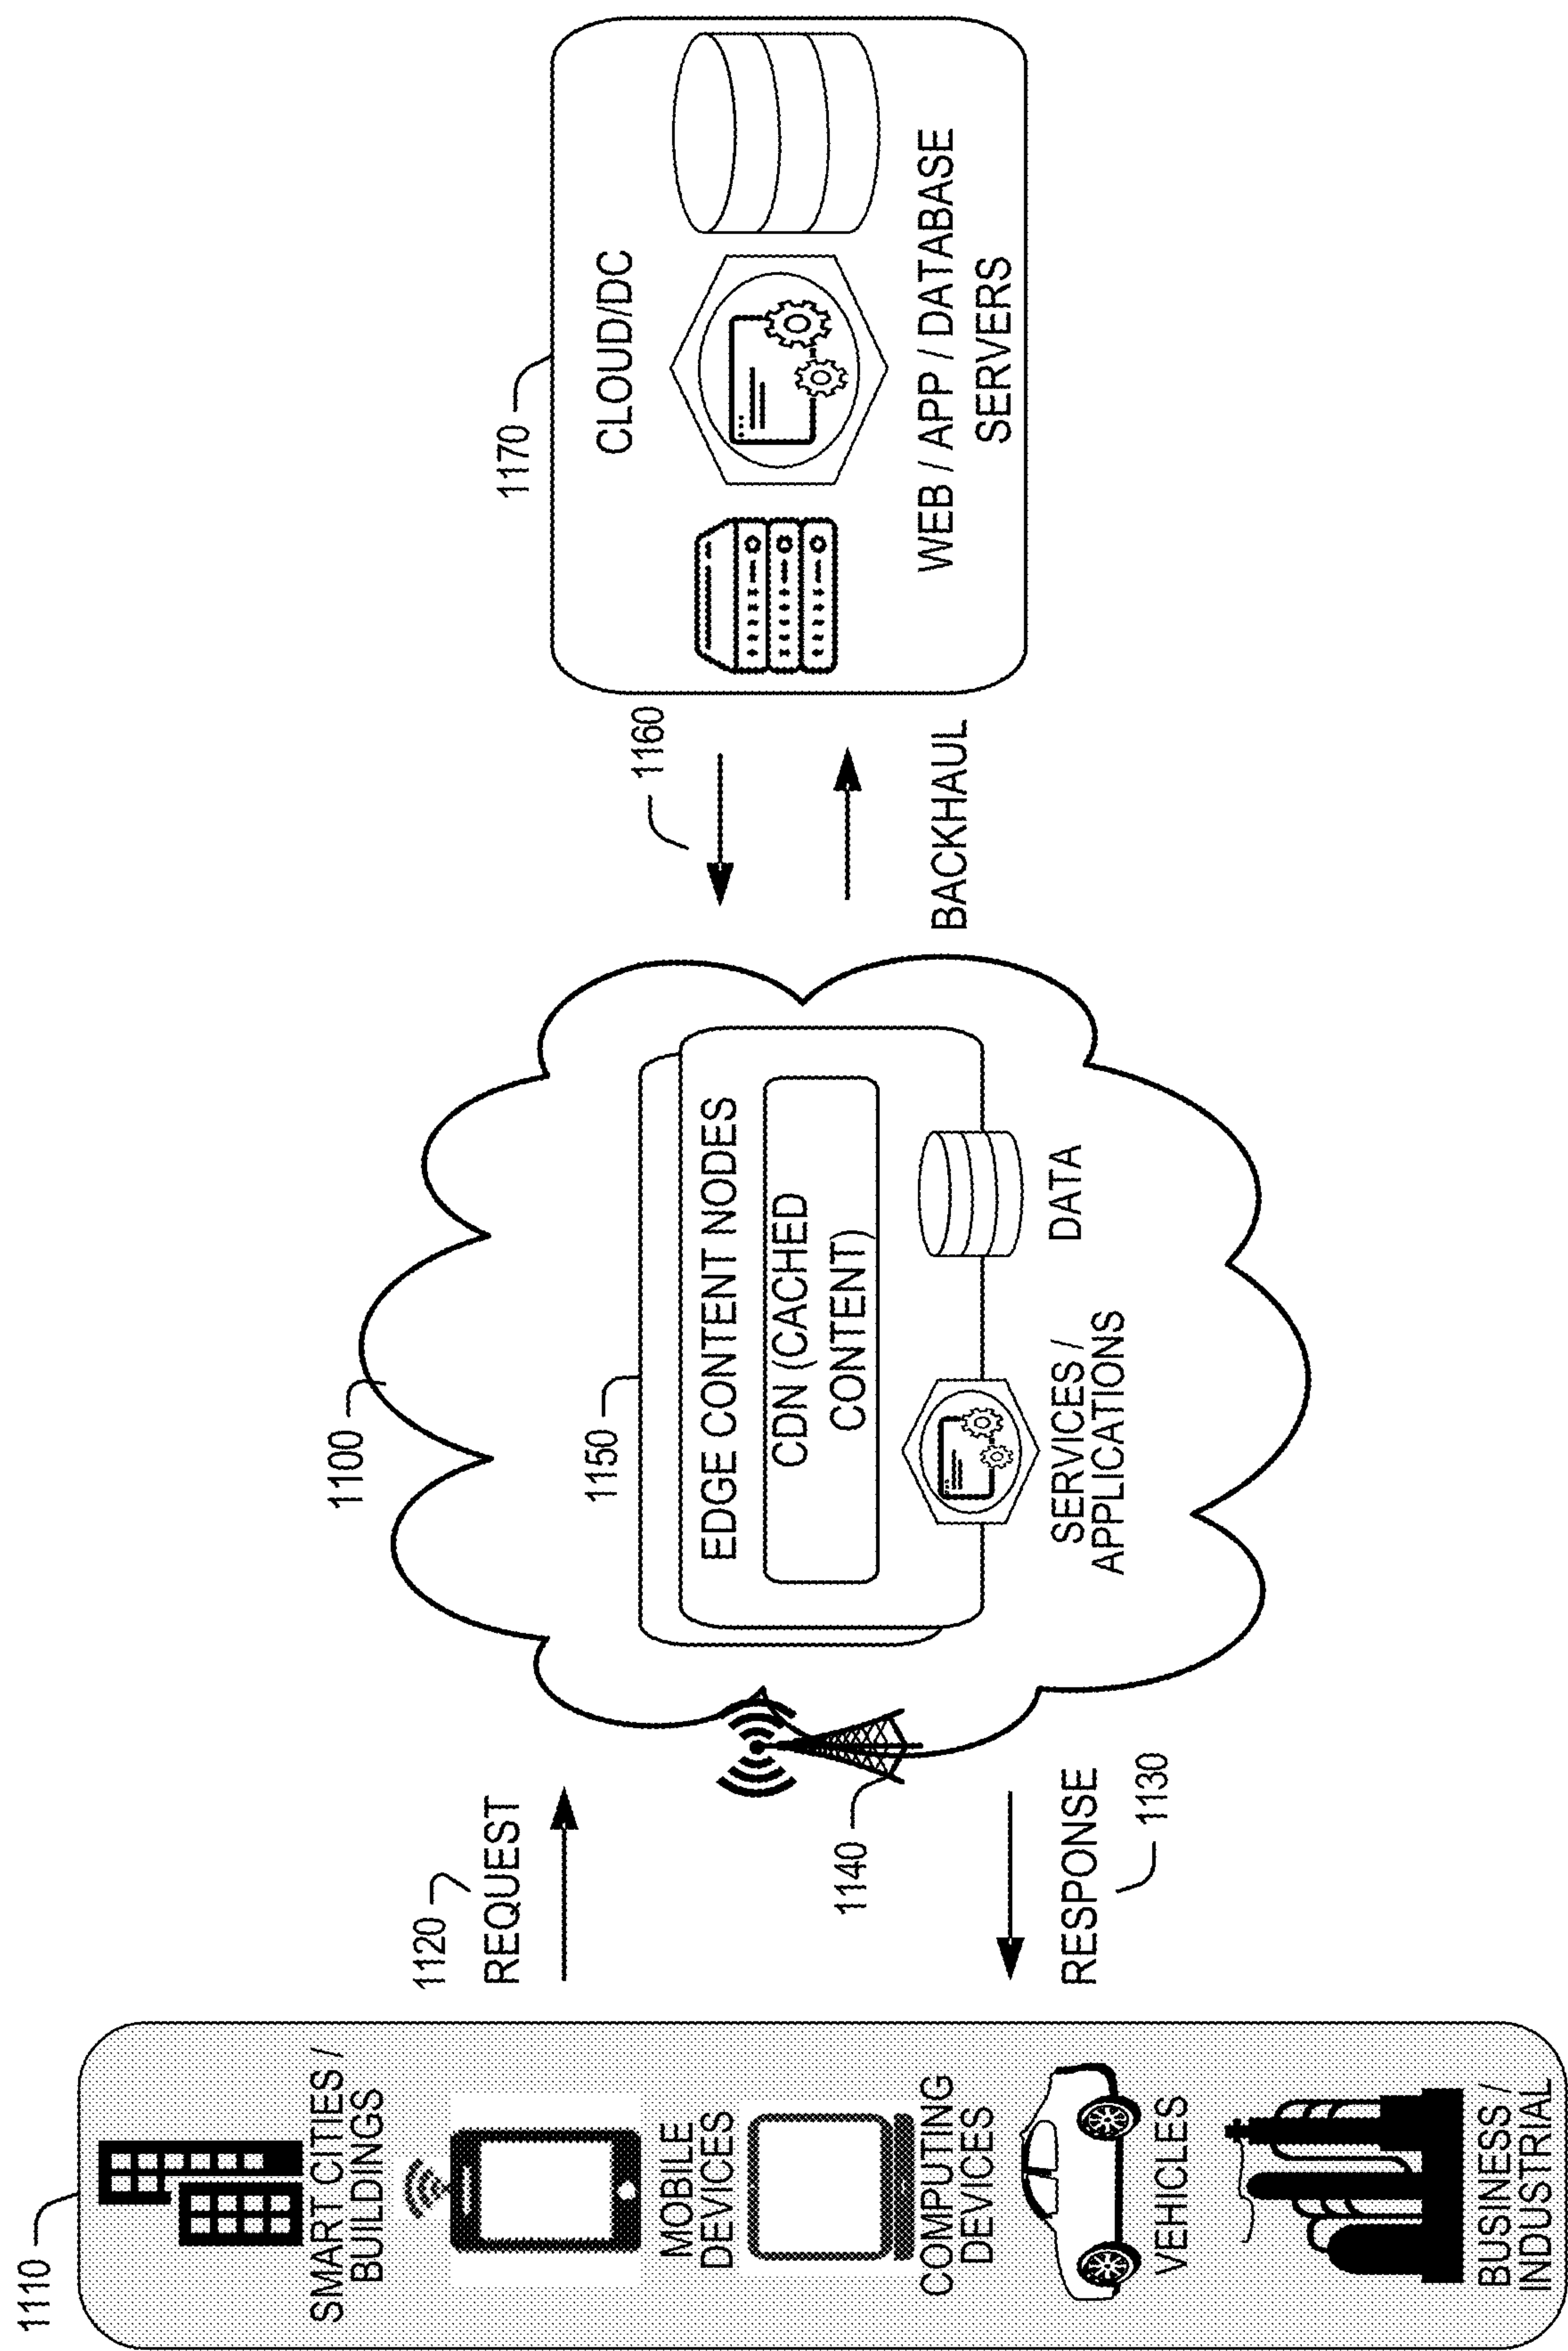 1110
SMART CITIES /
BUILDINGS
MOBILE
DEVICES
COMPUTING
DEVICES
VEHICLES
BUSINESS /
INDUSTRIAL
1120
REQUEST
1140
RESPONSE
1130
1100
1150
EDGE CONTENT NODES
CDN (CACHED
CONTENT)
SERVICES /
APPLICATIONS
DATA
1160
BACKHAUL
1170
CLOUD/DC
WEB / APP / DATABASE
SERVERS